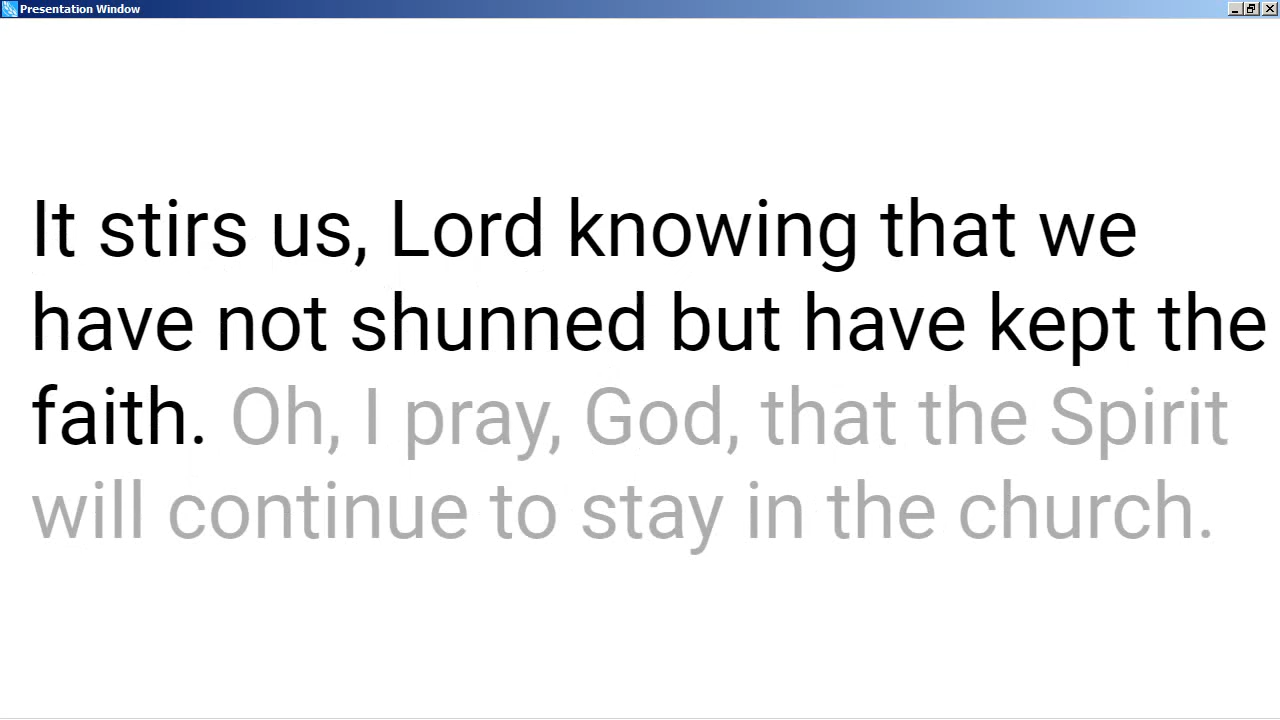 Presentation Window
It stirs us, Lord knowing that we
have not shunned but have kept the
faith. Oh, I pray, God, that the Spirit
will continue to stay in the church.